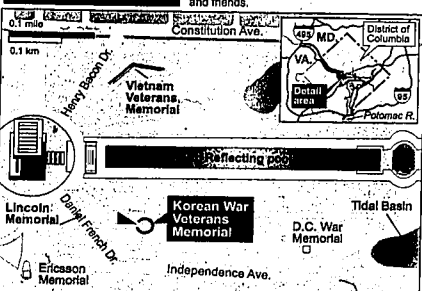 and friends.
0.1 mile
0.1 km
Constitution Ave.
Henry Bacon Dr.
Vietnam
Veterans
Memorial
495
MD.
District of
Columbia
VA.
Detail
area
95
Potomac R.
Reflecting pool
Lincoln
Memorial
Daniel French Dr.
Korean War
Veterans
Memorial
D.C. War
Memorial
Tidal Basin
Ericsson
Memorial
Independence Ave.